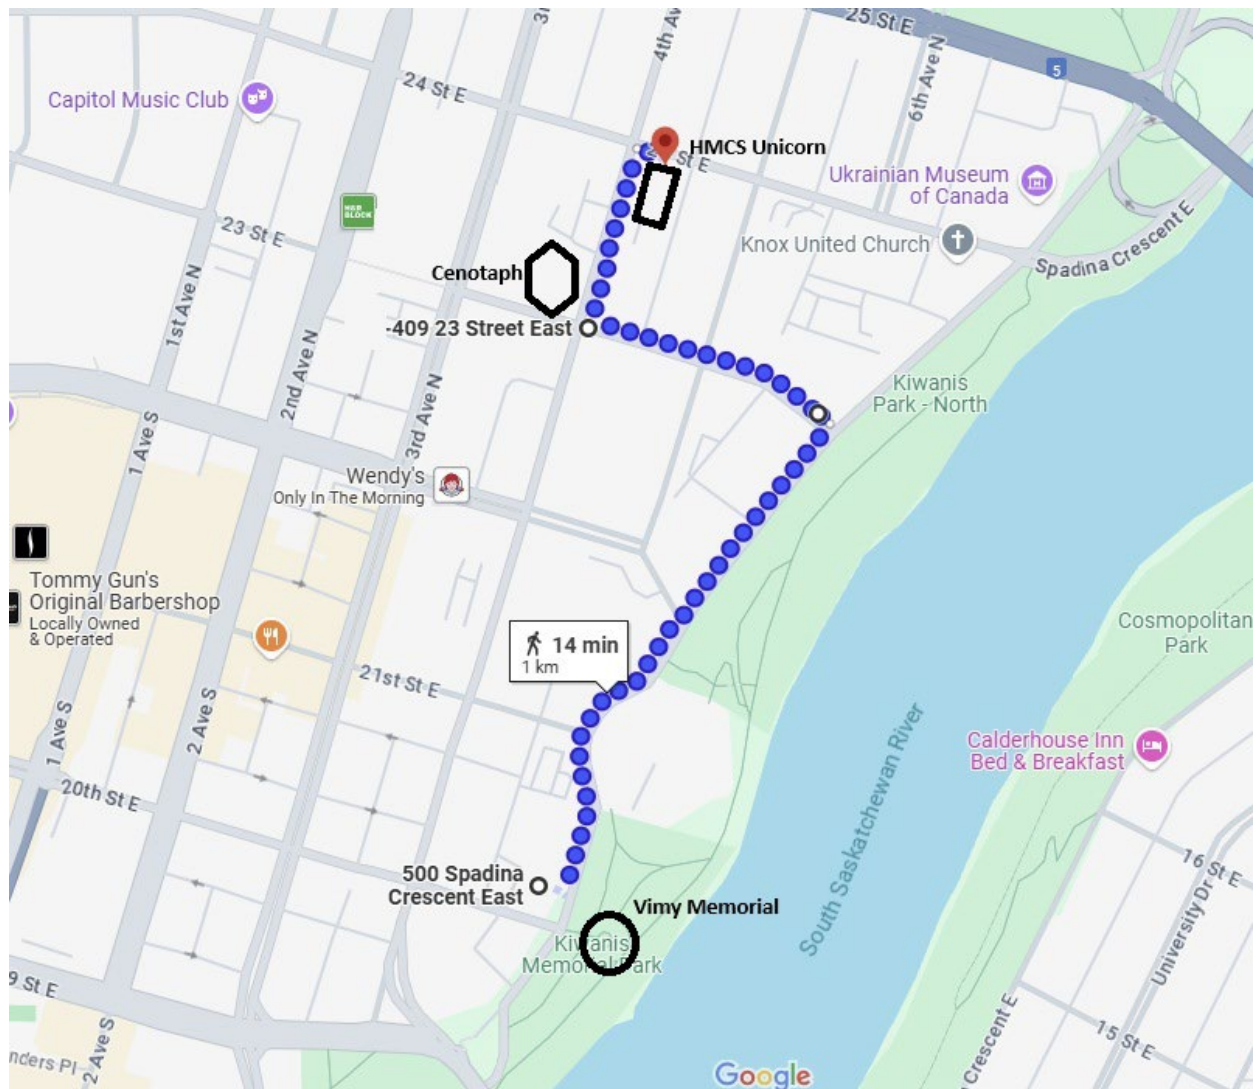 25 St E
5
6th Ave N
4th Av
3
24 St E
Capitol Music Club
HMCS Unicorn
St E
Ukrainian Museum
of Canada
H&R
BLOCK
23 St E
Knox United Church
Spadina Crescent E
Cenotaph
1st Ave N
-409 23 Street East
2nd Ave N
3rd Ave N
Kiwanis
Park - North
1 Ave S
Wendy's
Only In The Morning
Tommy Gun's
Original Barbershop
Locally Owned
& Operated
Cosmopolitan
Park
14 min
1 km
21st St E
2 Ave S
1 Ave S
South Saskatchewan River
Calderhouse Inn
Bed & Breakfast
20th St E
500 Spadina
Crescent East
16 St E
University Dr
Vimy Memorial
Kiwanis
Memorial Park
9 St E
2 Ave S
15 St E
Crescent E
nders Pl
Google